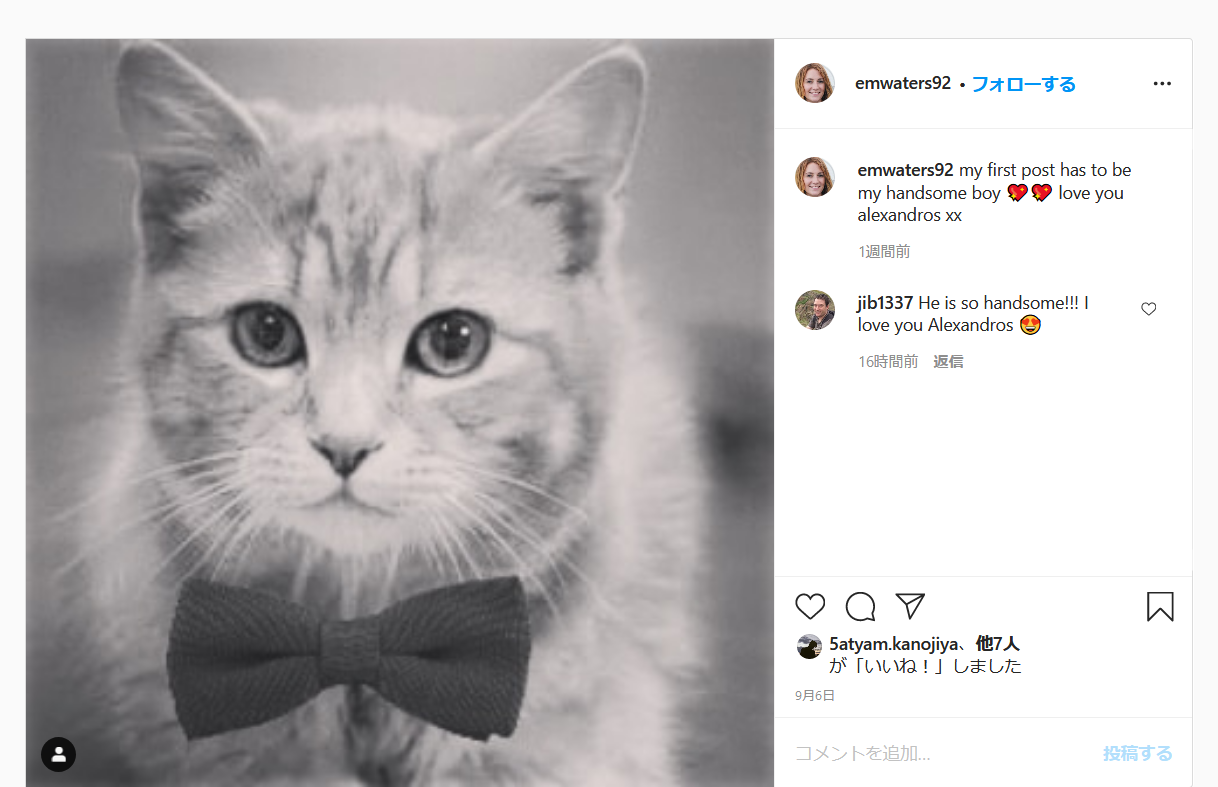 emwaters92 • フォローする
emwaters92 my first post has to be
my handsome boy 💖💖 love you
alexandros xx
1週間前
jib1337 He is so handsome!!! I
love you Alexandros 😍
16時間前 返信
5atyam.kanojiya、他7人
が「いいね！」しました
9月6日
コメントを追加...
投稿する